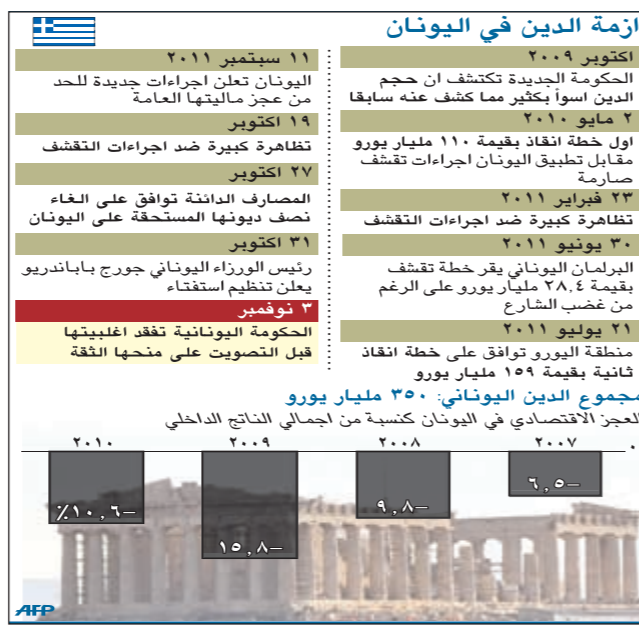 ازمة الدين في اليونان
اكتوبر ٢٠٠٩
الحكومة الجديدة تكتشف ان حجم
الدين اسوأ بكثير مما كشف عنه سابقا
٢ مايو ٢٠١٠
اول خطة انقاذ بقيمة ١١٠ مليار يورو
مقابل تطبيق اليونان اجراءات تقشف
صارمة
٢٣ فبراير ٢٠١١
تظاهرة كبيرة ضد اجراءات التقشف
٣٠ يونيو ٢٠١١
البرلمان اليوناني يقر خطة تقشف
بقيمة ٢٨,٤ مليار يورو على الرغم
من غضب الشارع
٢١ يوليو ٢٠١١
منطقة اليورو توافق على خطة انقاذ
ثانية بقيمة ١٥٩ مليار يورو
١١ سبتمبر ٢٠١١
اليونان تعلن اجراءات جديدة للحد
من عجز ماليتها العامة
١٩ اكتوبر
تظاهرة كبيرة ضد اجراءات التقشف
٢٧ اكتوبر
المصارف الدائنة توافق على الغاء
نصف ديونها المستحقة على اليونان
٣١ اكتوبر
رئيس الورزاء اليوناني جورج باباندريو
يعلن تنظيم استفتاء
٣ نوفمبر
الحكومة اليونانية تفقد اغلبيتها
قبل التصويت على منحها الثقة
مجموع الدين اليوناني: ٣٥٠ مليار يورو
العجز الاقتصادي في اليونان كنسبة من اجمالي الناتج الداخلي
٠ ٢٠٠٧ ٢٠٠٨ ٢٠٠٩ ٢٠١٠
−٦,٥
−٩,٨
−١٥,٨
−١٠,٦٪
AFP